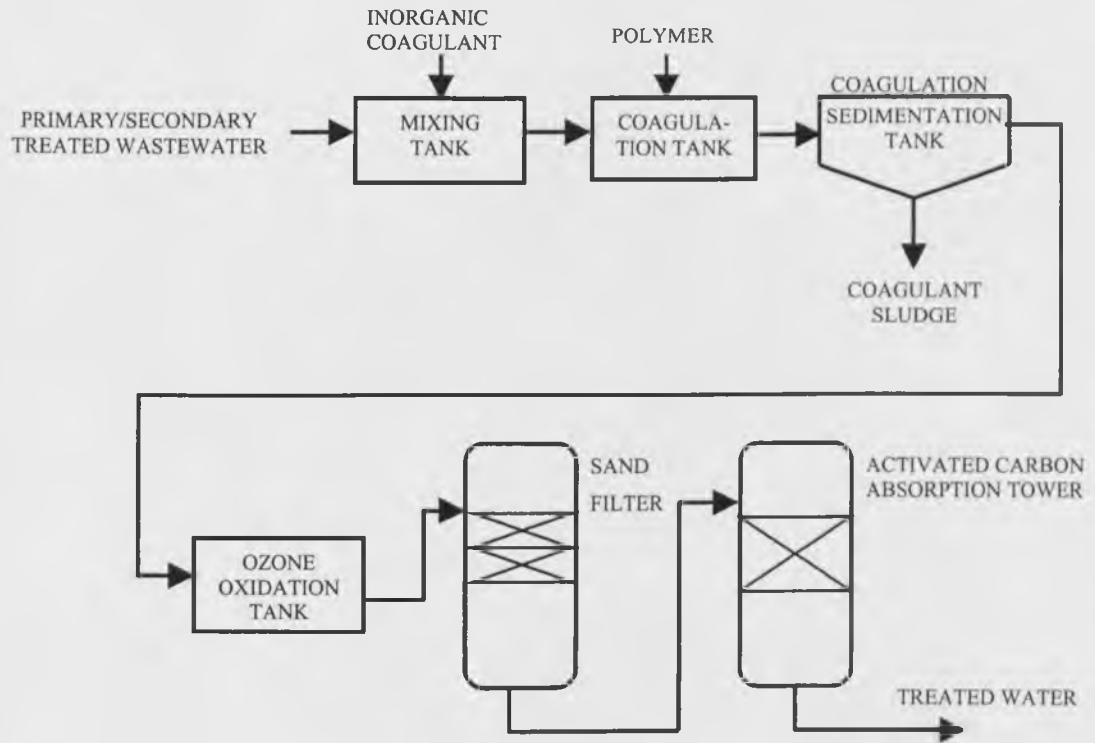 INORGANIC
COAGULANT
POLYMER
PRIMARY/SECONDARY
TREATED WASTEWATER
MIXING
TANK
COAGULA-
TION TANK
COAGULATION
SEDIMENTATION
TANK
COAGULANT
SLUDGE
OZONE
OXIDATION
TANK
SAND
FILTER
ACTIVATED CARBON
ABSORPTION TOWER
TREATED WATER